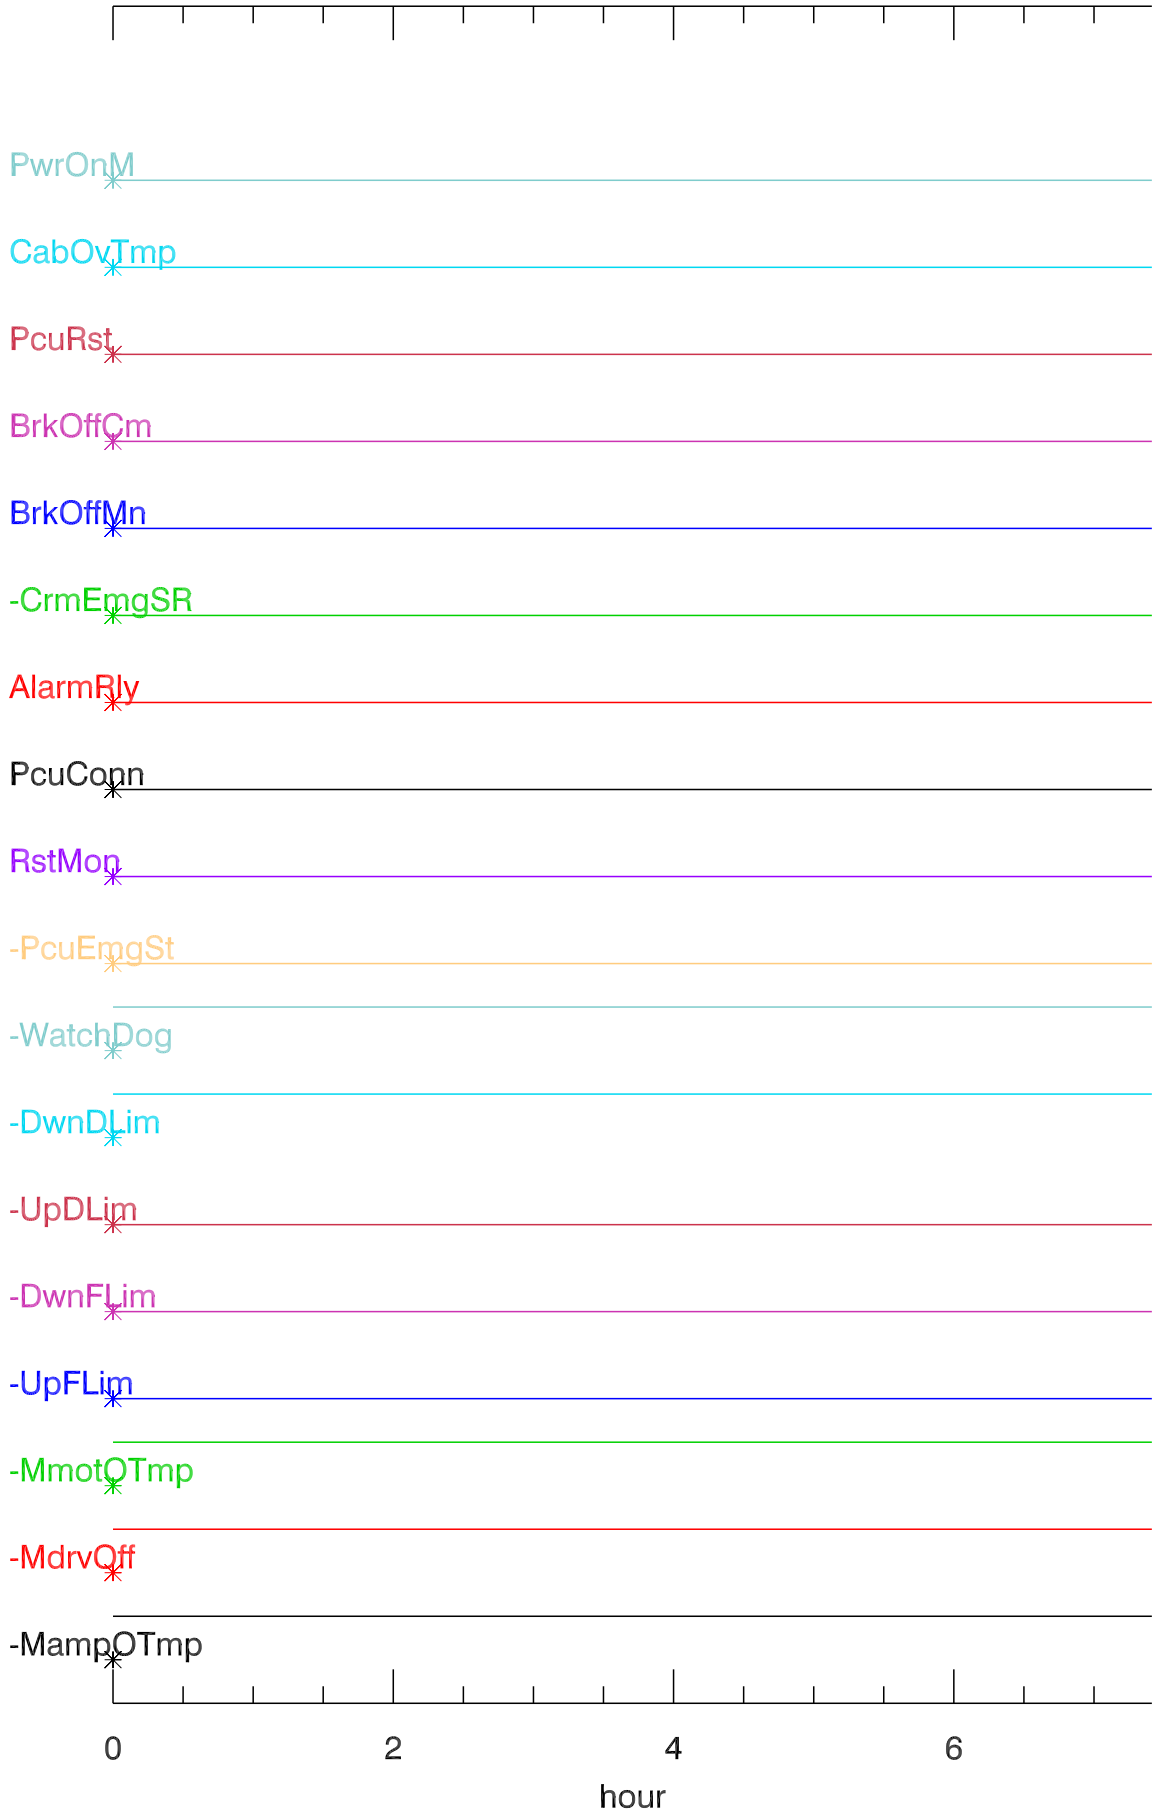 PwrOnM
CabOvTmp
PcuRst
BrkOffCm
BrkOffMn
-CrmEmgSR
AlarmRly
PcuConn
RstMon
-PcuEmgSt
-WatchDog
-DwnDLim
-UpDLim
-DwnFLim
-UpFLim
-MmotOTmp
-MdrvOff
-MampOTmp
0 2 4 6
hour